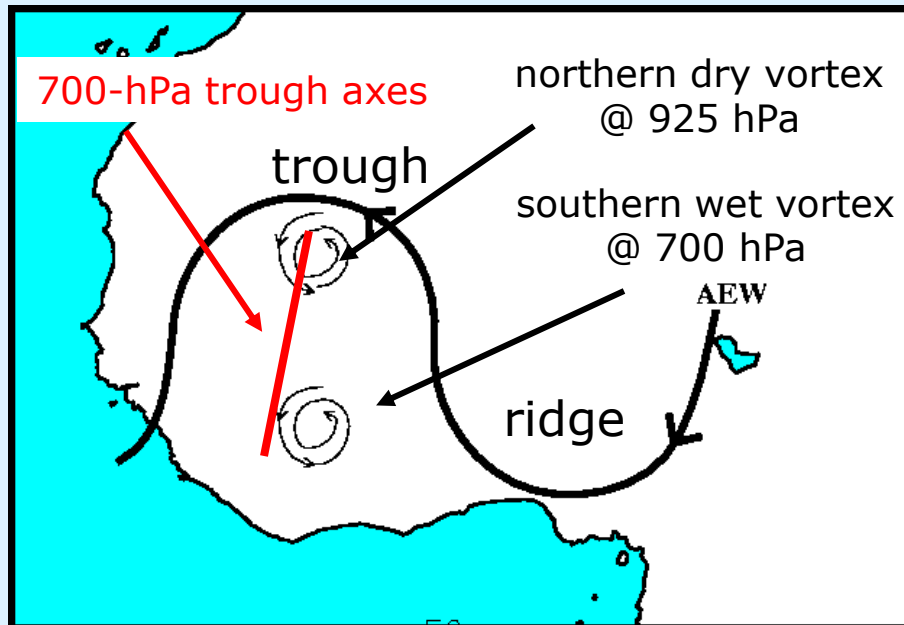 700-hPa trough axes
northern dry vortex
@ 925 hPa
trough
southern wet vortex
@ 700 hPa
AEW
ridge